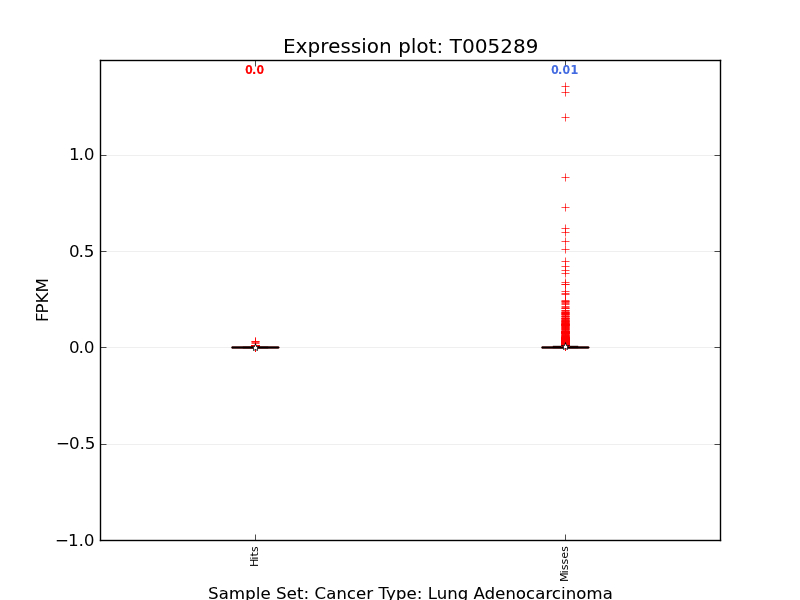 Expression plot: T005289
0.0
0.01
1.0
0.5
0.0
−0.5
−1.0
FPKM
Hits
Misses
Sample Set: Cancer Type: Lung Adenocarcinoma